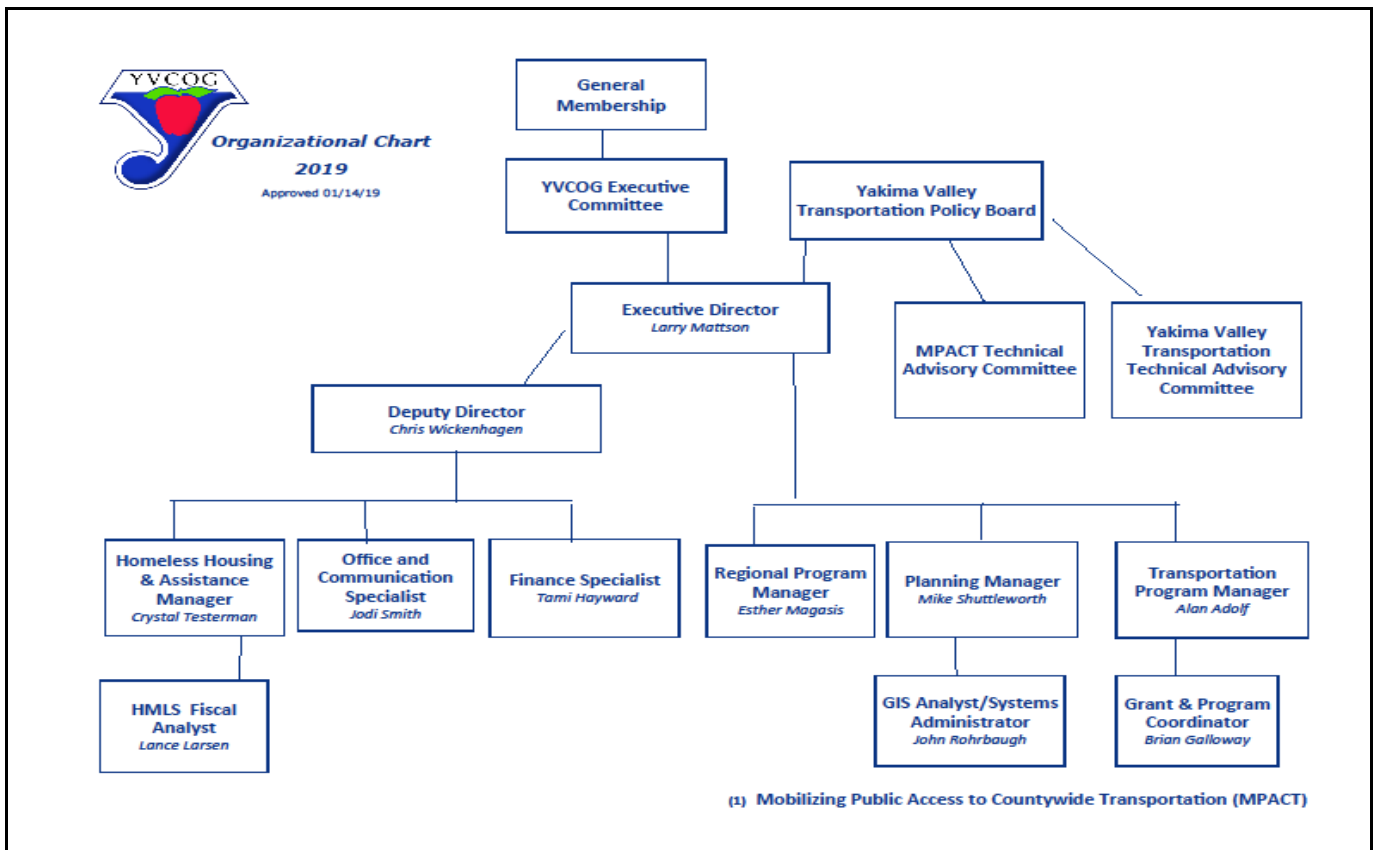 YVCOG
Organizational Chart
2019
Approved 01/14/19
General
Membership
YVCOG Executive
Committee
Yakima Valley
Transportation Policy Board
Executive Director
Larry Mattson
MPACT Technical
Advisory Committee
Yakima Valley
Transportation
Technical Advisory
Committee
Deputy Director
Chris Wickenhagen
Homeless Housing
& Assistance
Manager
Crystal Testerman
Office and
Communication
Specialist
Jodi Smith
Finance Specialist
Tami Hayward
Regional Program
Manager
Esther Magasis
Planning Manager
Mike Shuttleworth
Transportation
Program Manager
Alan Adolf
HMLS Fiscal
Analyst
Lance Larsen
GIS Analyst/Systems
Administrator
John Rohrbaugh
Grant & Program
Coordinator
Brian Galloway
(1) Mobilizing Public Access to Countywide Transportation (MPACT)